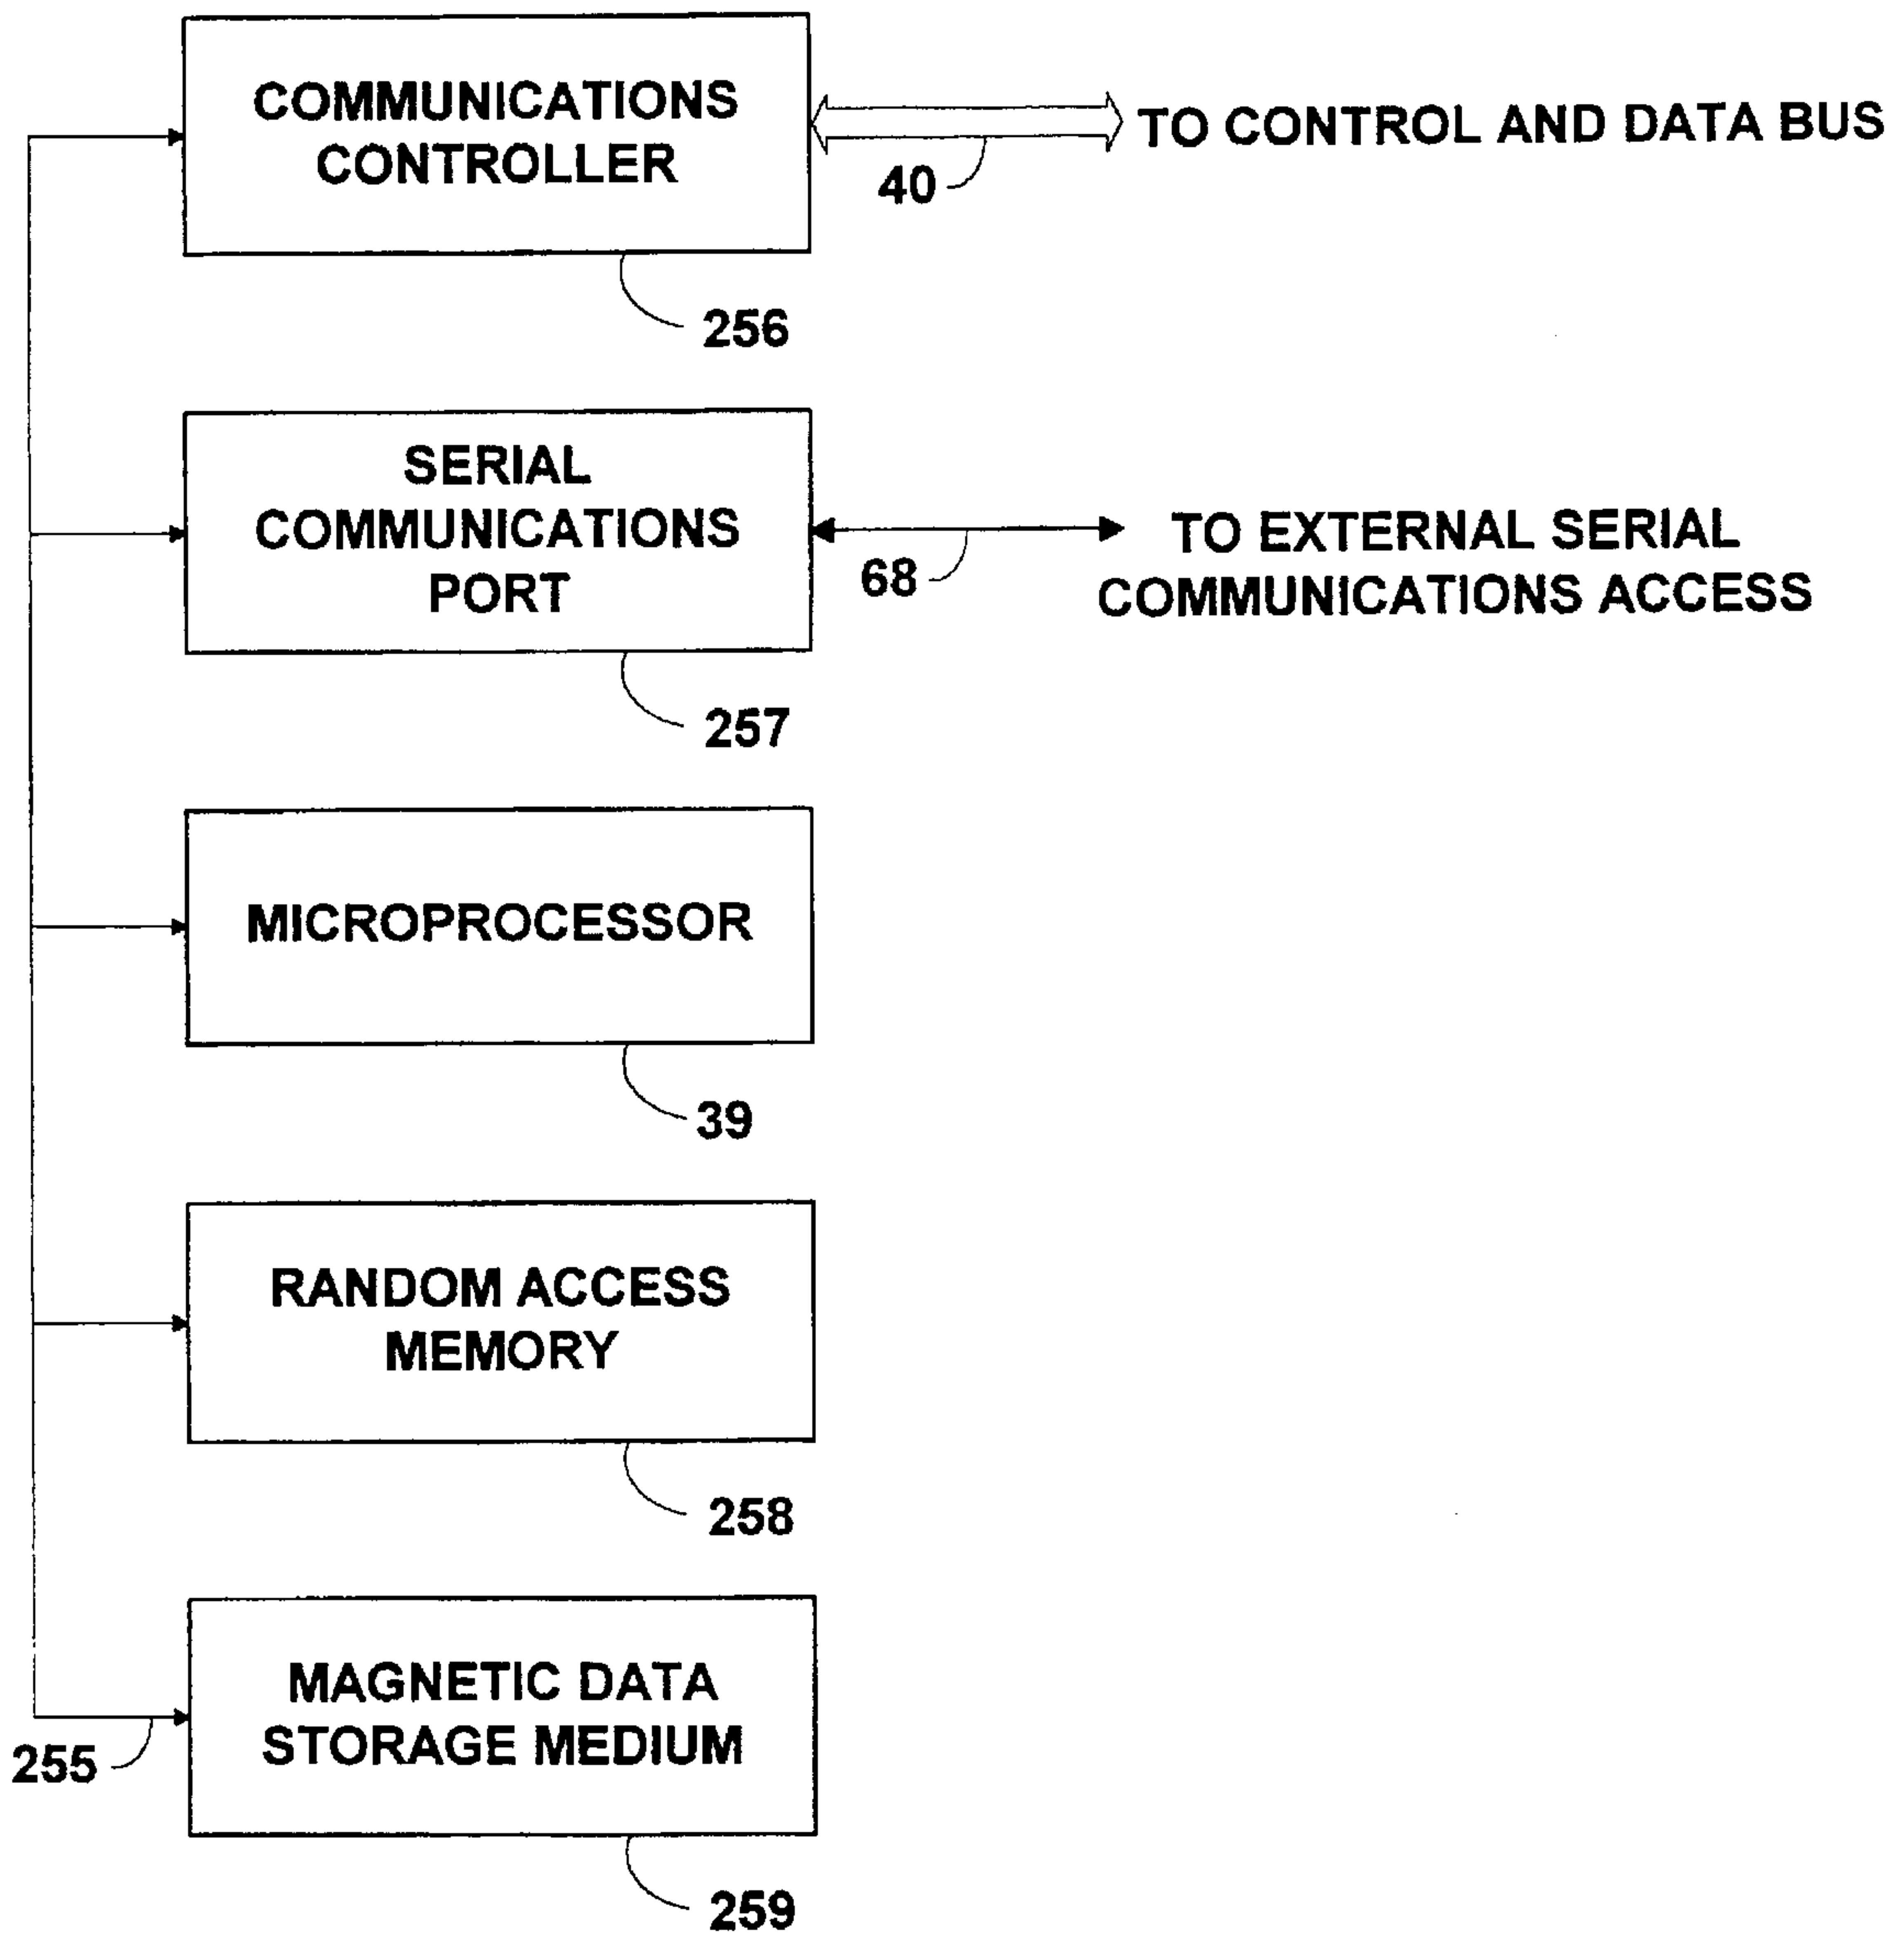 COMMUNICATIONS
CONTROLLER
TO CONTROL AND DATA BUS
40
256
SERIAL
COMMUNICATIONS
PORT
TO EXTERNAL SERIAL
COMMUNICATIONS ACCESS
68
257
MICROPROCESSOR
39
RANDOM ACCESS
MEMORY
258
MAGNETIC DATA
STORAGE MEDIUM
255
259